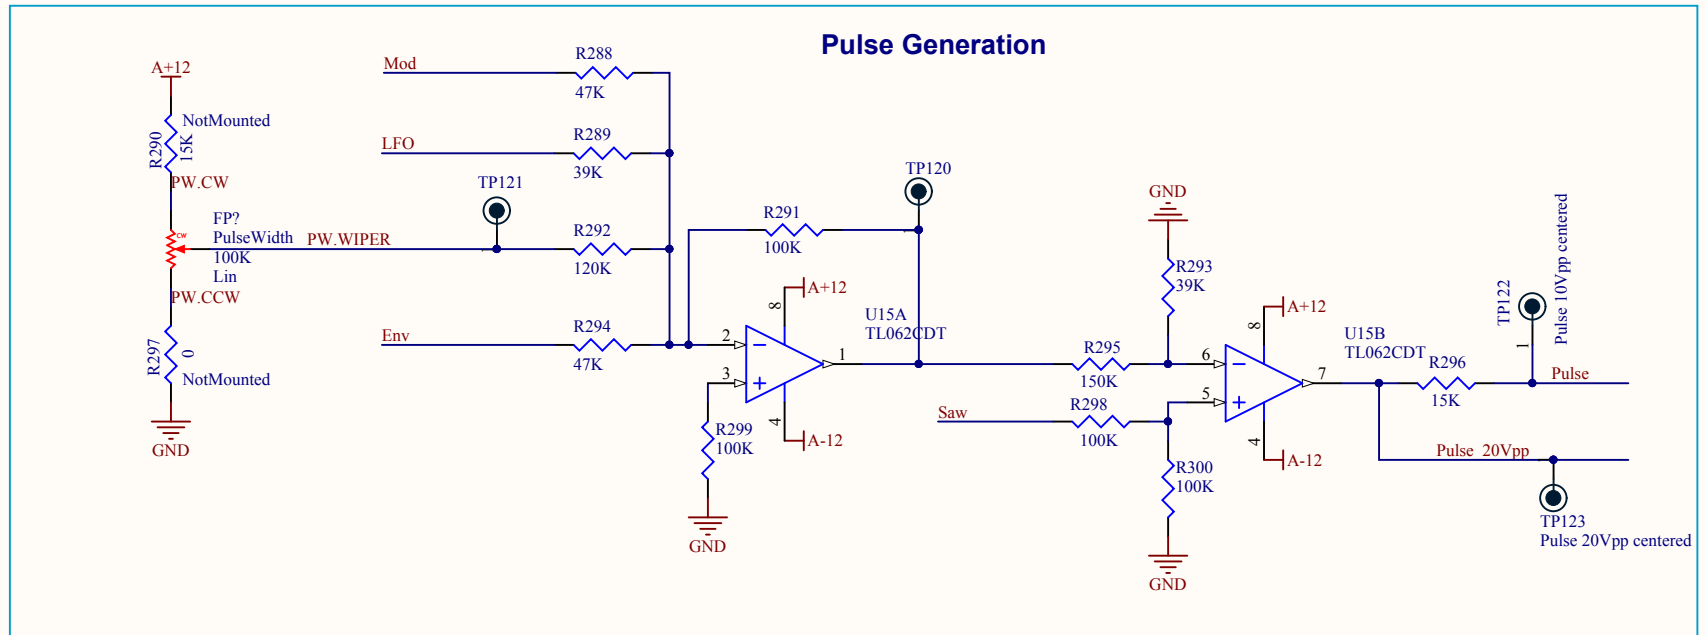 Pulse Generation
A+12
R290
15K
NotMounted
PW.CW
FP?
PulseWidth
100K
Lin
CW
PW.WIPER
PW.CCW
R297
0
NotMounted
GND
Mod
R288
47K
LFO
R289
39K
TP121
R292
120K
Env
R294
47K
R291
100K
TP120
A+12
8
2
3
1
4
A-12
U15A
TL062CDT
R299
100K
GND
GND
R293
39K
R295
150K
Saw
R298
100K
R300
100K
GND
A+12
8
6
5
7
4
A-12
U15B
TL062CDT
R296
15K
TP122
1
Pulse 10Vpp centered
Pulse
Pulse 20Vpp
TP123
Pulse 20Vpp centered